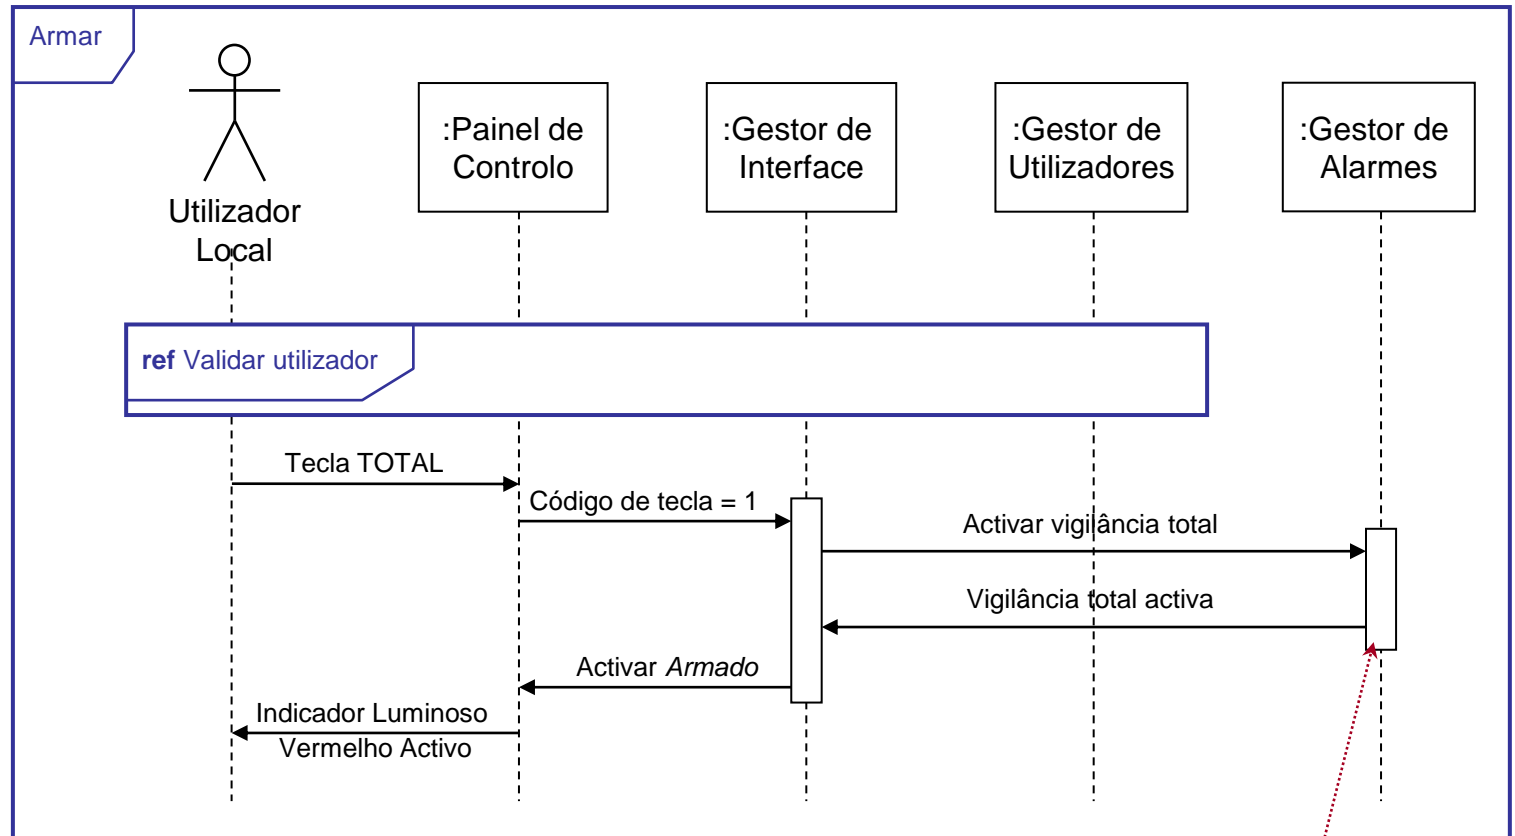 Armar
:Painel de
Controlo
:Gestor de
Interface
:Gestor de
Utilizadores
:Gestor de
Alarmes
Utilizador
Local
ref Validar utilizador
Tecla TOTAL
Código de tecla = 1
Activar vigilância total
Vigilância total activa
Activar Armado
Indicador Luminoso
Vermelho Activo